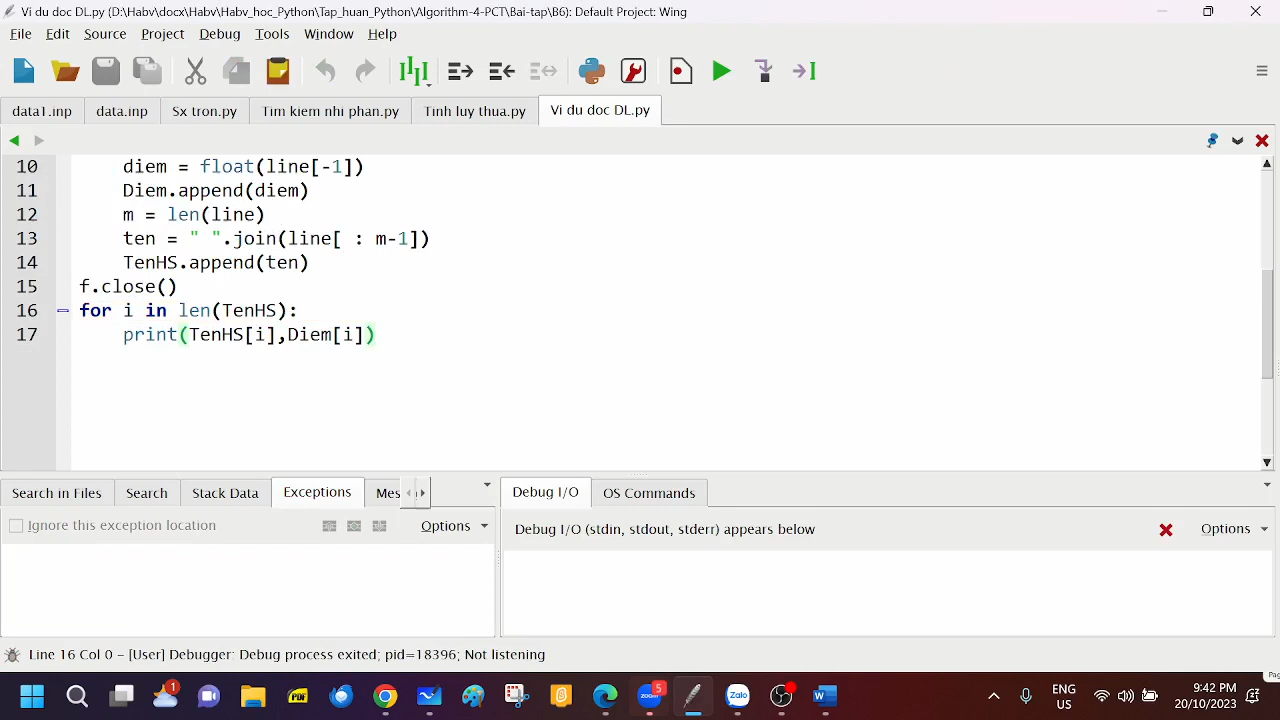 Vi du doc DL.py (D:\Habv\docx\Habv\Habv_hoc_Python\Tap_huan_Python\Algorithm-4-PCT\Bai-tap\B6): Default Project: Wing
File Edit Source Project Debug Tools Window Help
data1.inp data.inp Sx tron.py Tim kiem nhi phan.py Tinh luy thua.py Vi du doc DL.py
10 diem = float(line[-1])
11 Diem.append(diem)
12 m = len(line)
13 ten = " ".join(line[ : m-1])
14 TenHS.append(ten)
15 f.close()
16 for i in len(TenHS):
17 print(TenHS[i],Diem[i])
Search in Files Search Stack Data Exceptions Mes Debug I/O OS Commands
Ignore this exception location Options Debug I/O (stdin, stdout, stderr) appears below Options
Line 16 Col 0 – [User] Debugger: Debug process exited; pid=18396; Not listening
Pag
1 PDF zoom 5 Zalo W ENG 9:42 PM
US 20/10/2023